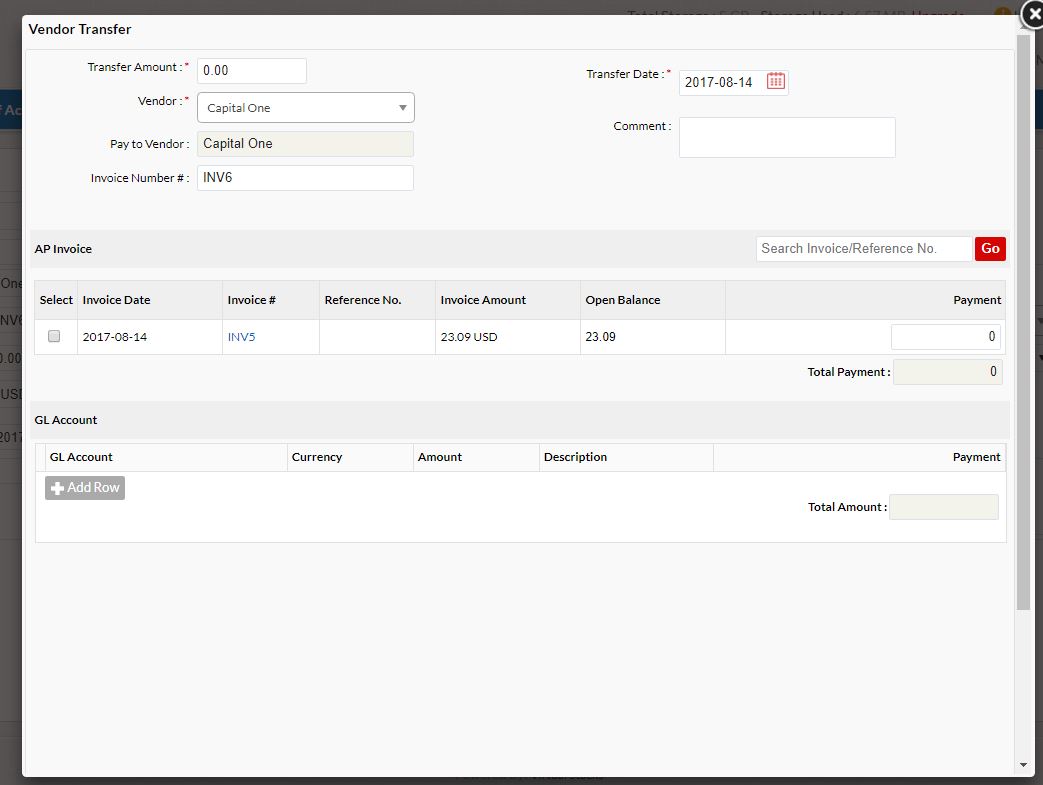 Vendor Transfer
Transfer Amount : *
0.00
Transfer Date : *
2017-08-14
Vendor : *
Capital One
Pay to Vendor :
Capital One
Comment :
Invoice Number # :
INV6
AP Invoice
Search Invoice/Reference No.
Go
Select Invoice Date Invoice # Reference No. Invoice Amount Open Balance Payment
2017-08-14 INV5 23.09 USD 23.09 0
Total Payment : 0
GL Account
GL Account Currency Amount Description Payment
Add Row
Total Amount :